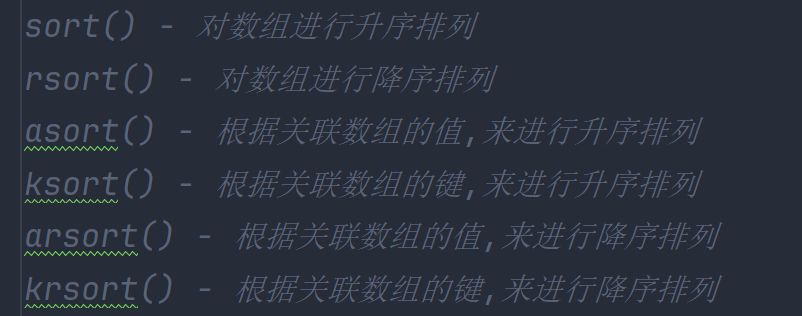 sort() - 对数组进行升序排列
rsort() - 对数组进行降序排列
asort() - 根据关联数组的值,来进行升序排列
ksort() - 根据关联数组的键,来进行升序排列
arsort() - 根据关联数组的值,来进行降序排列
krsort() - 根据关联数组的键,来进行降序排列